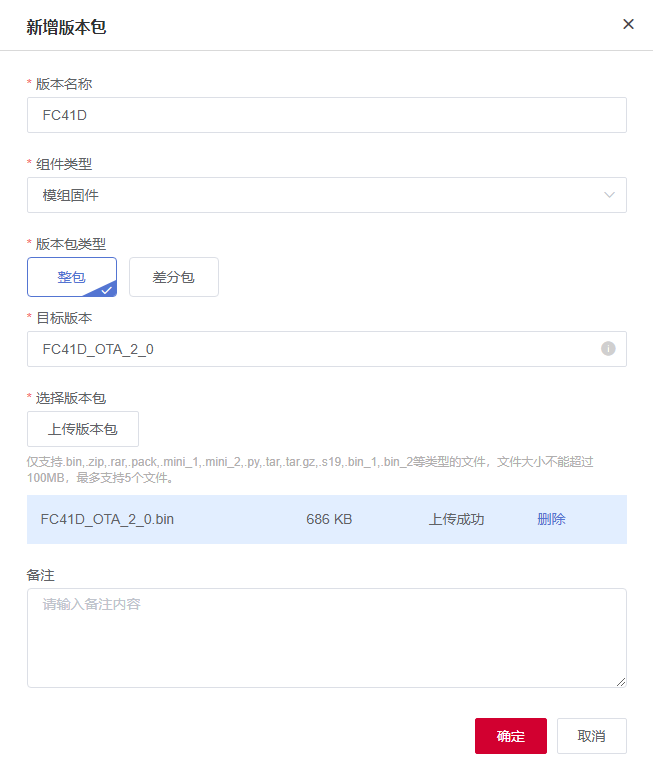 新增版本包
* 版本名称
FC41D
* 组件类型
模组固件
* 版本包类型
整包 差分包
* 目标版本
FC41D_OTA_2_0
* 选择版本包
上传版本包
仅支持.bin,.zip,.rar,.pack,.mini_1,.mini_2,.py,.tar,.tar.gz,.s19,.bin_1,.bin_2等类型的文件，文件大小不能超过
100MB，最多支持5个文件。
FC41D_OTA_2_0.bin 686 KB 上传成功 删除
备注
请输入备注内容
确定 取消